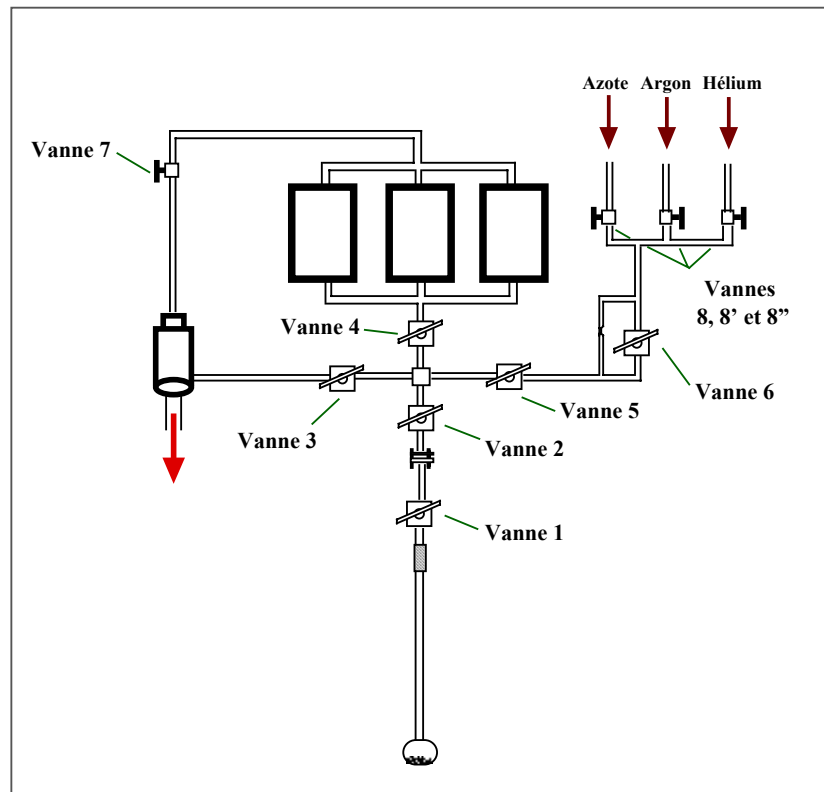 Azote Argon Hélium
Vanne 7
Vannes
8, 8' et 8”
Vanne 4
Vanne 6
Vanne 5
Vanne 3
Vanne 2
Vanne 1